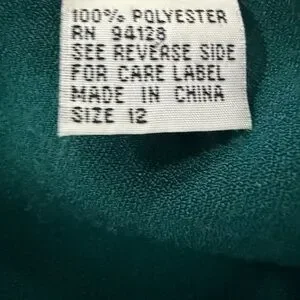 100% POLYESTER
RN 94128
SEE REVERSE SIDE
FOR CARE LABEL
MADE IN CHINA
SIZE 12